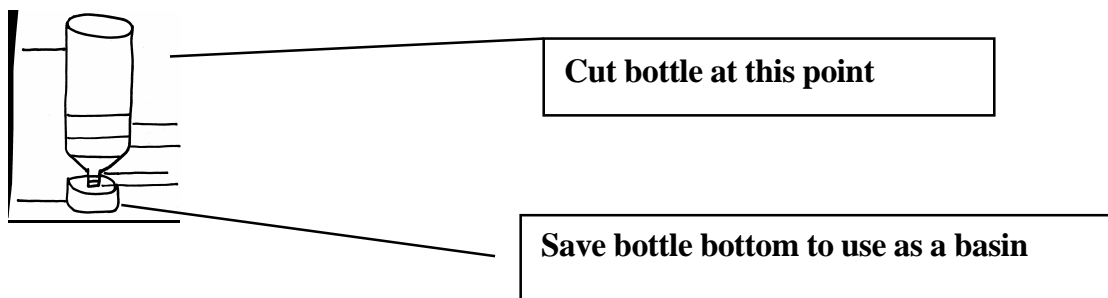 Cut bottle at this point
Save bottle bottom to use as a basin